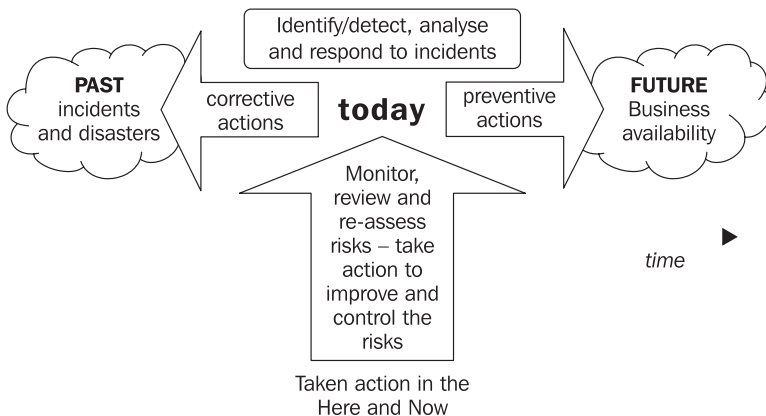 Identify/detect, analyse
and respond to incidents
PAST
incidents
and disasters
corrective
actions
today
preventive
actions
FUTURE
Business
availability
Monitor,
review and
re-assess
risks – take
action to
improve and
control the
risks
time
Taken action in the
Here and Now